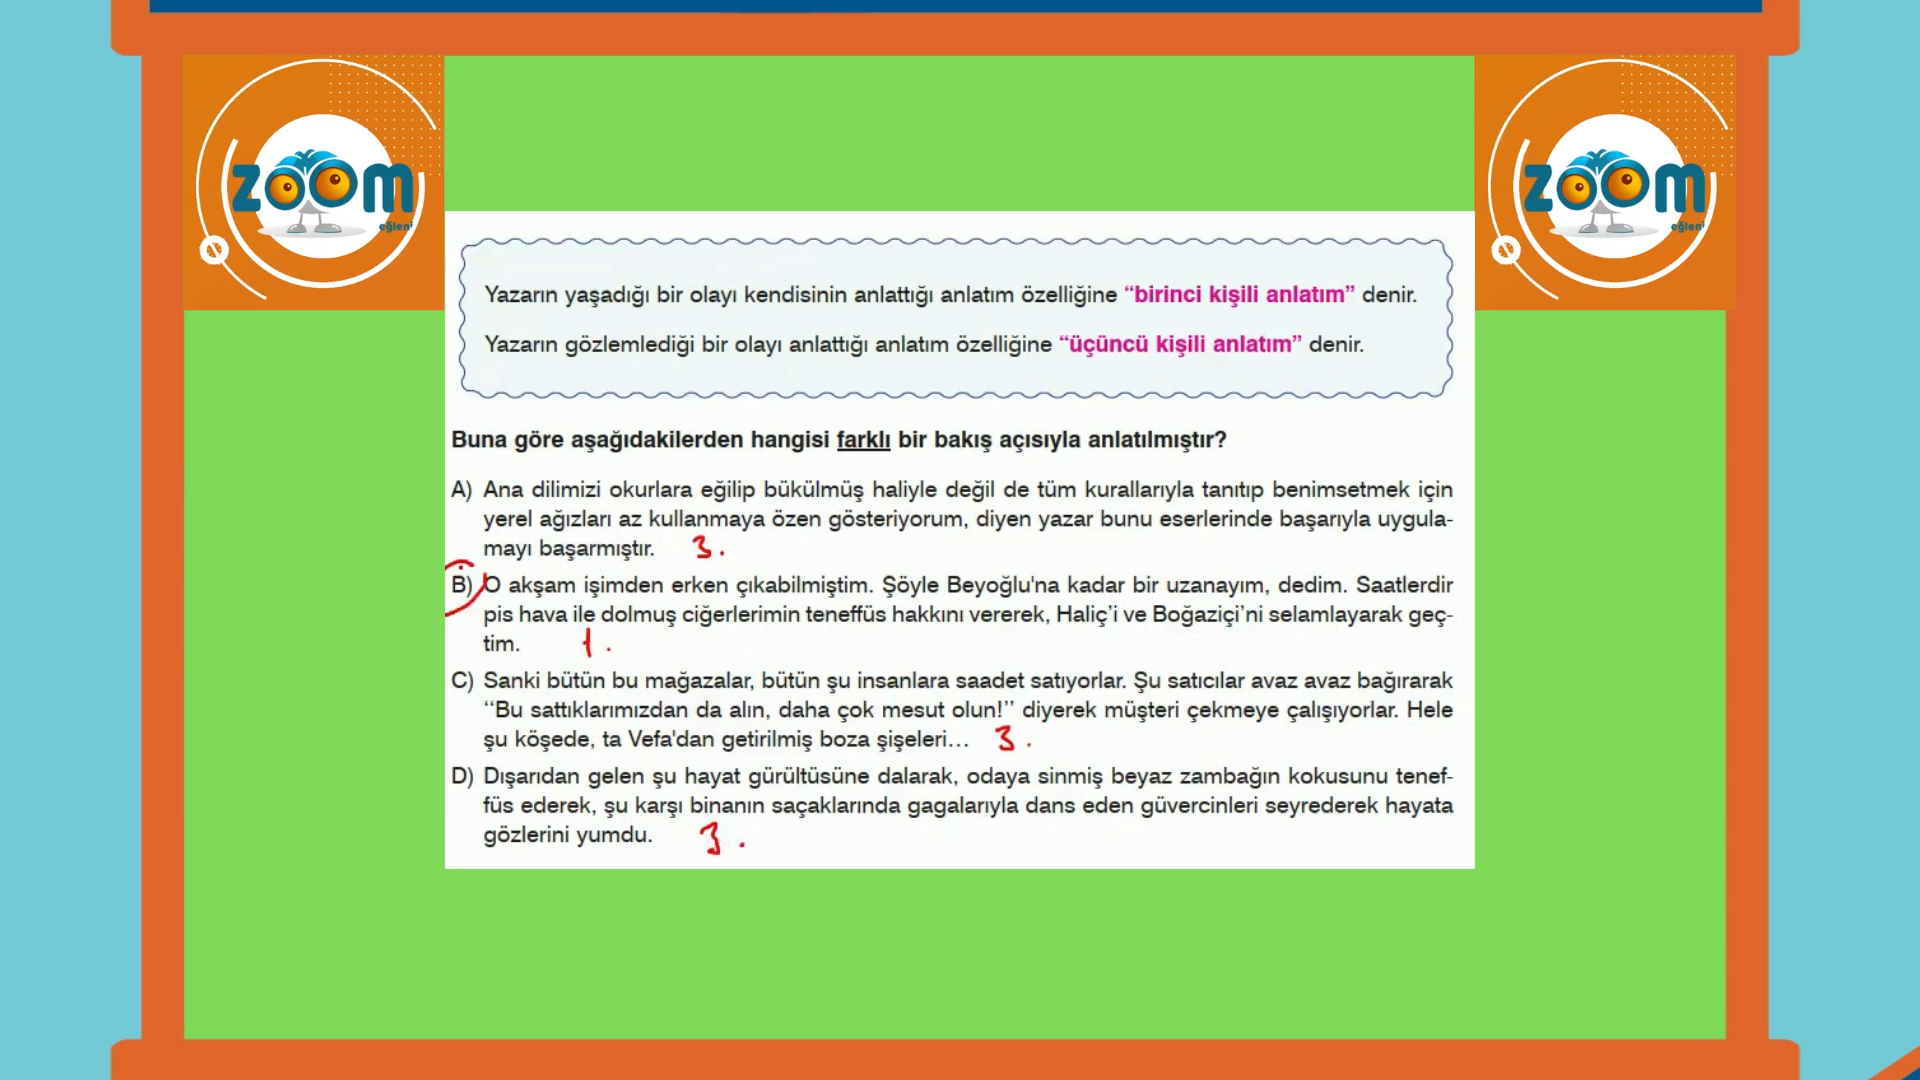 zoom
eğleni
zoom
eğleni
Yazarın yaşadığı bir olayı kendisinin anlattığı anlatım özelliğine “birinci kişili anlatım” denir.
Yazarın gözlemlediği bir olayı anlattığı anlatım özelliğine “üçüncü kişili anlatım” denir.
Buna göre aşağıdakilerden hangisi farklı bir bakış açısıyla anlatılmıştır?
A) Ana dilimizi okurlara eğilip bükülmüş haliyle değil de tüm kurallarıyla tanıtıp benimsetmek için
yerel ağızları az kullanmaya özen gösteriyorum, diyen yazar bunu eserlerinde başarıyla uygula-
mayı başarmıştır. 3.
B) O akşam işimden erken çıkabilmiştim. Şöyle Beyoğlu'na kadar bir uzanayım, dedim. Saatlerdir
pis hava ile dolmuş ciğerlerimin teneffüs hakkını vererek, Haliç’i ve Boğaziçi’ni selamlayarak geç-
tim. 1.
C) Sanki bütün bu mağazalar, bütün şu insanlara saadet satıyorlar. Şu satıcılar avaz avaz bağırarak
‘‘Bu sattıklarımızdan da alın, daha çok mesut olun!’’ diyerek müşteri çekmeye çalışıyorlar. Hele
şu köşede, ta Vefa'dan getirilmiş boza şişeleri… 3.
D) Dışarıdan gelen şu hayat gürültüsüne dalarak, odaya sinmiş beyaz zambağın kokusunu tenef-
füs ederek, şu karşı binanın saçaklarında gagalarıyla dans eden güvercinleri seyrederek hayata
gözlerini yumdu. 3.